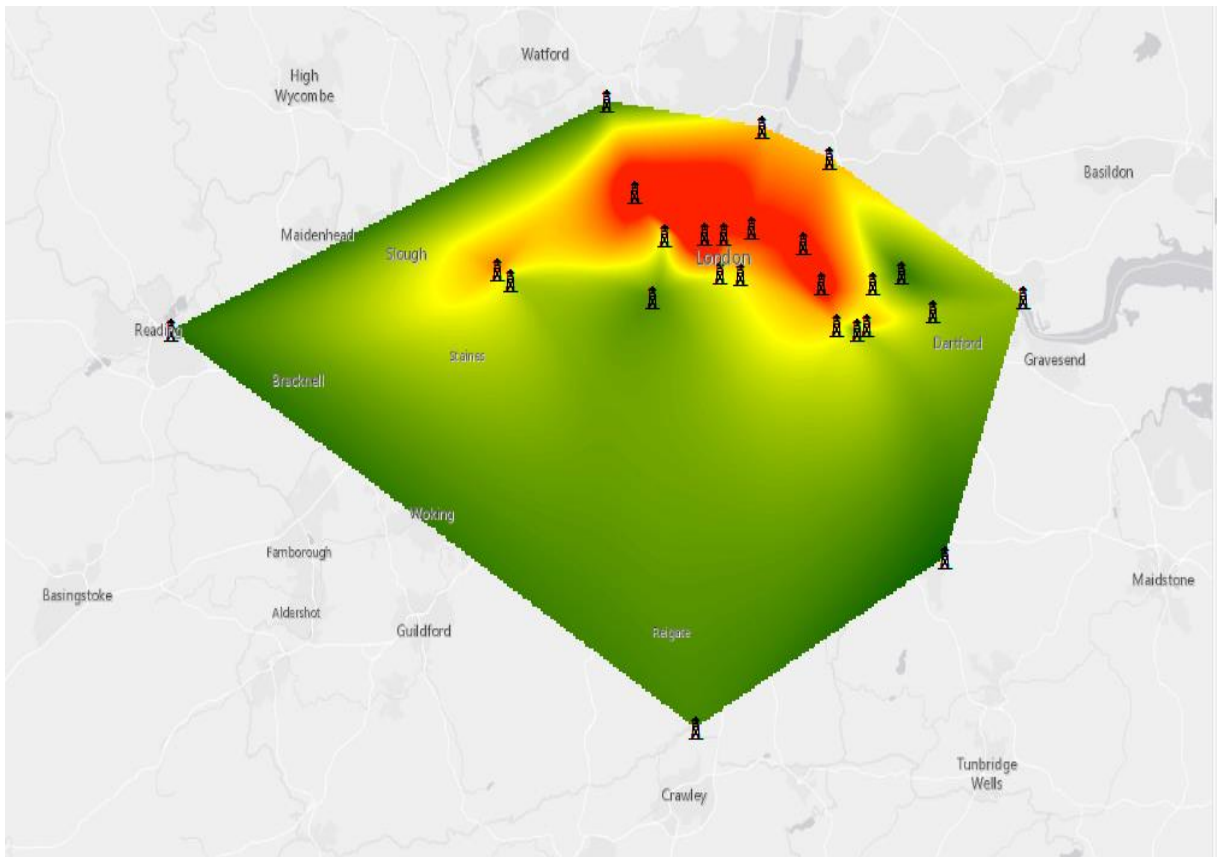 Watford
High
Wycombe
Basildon
Maidenhead
Slough
London
Reading
Staines
Dartford
Gravesend
Bracknell
Woking
Farnborough
Maidstone
Basingstoke
Aldershot
Guildford
Reigate
Tunbridge
Wells
Crawley